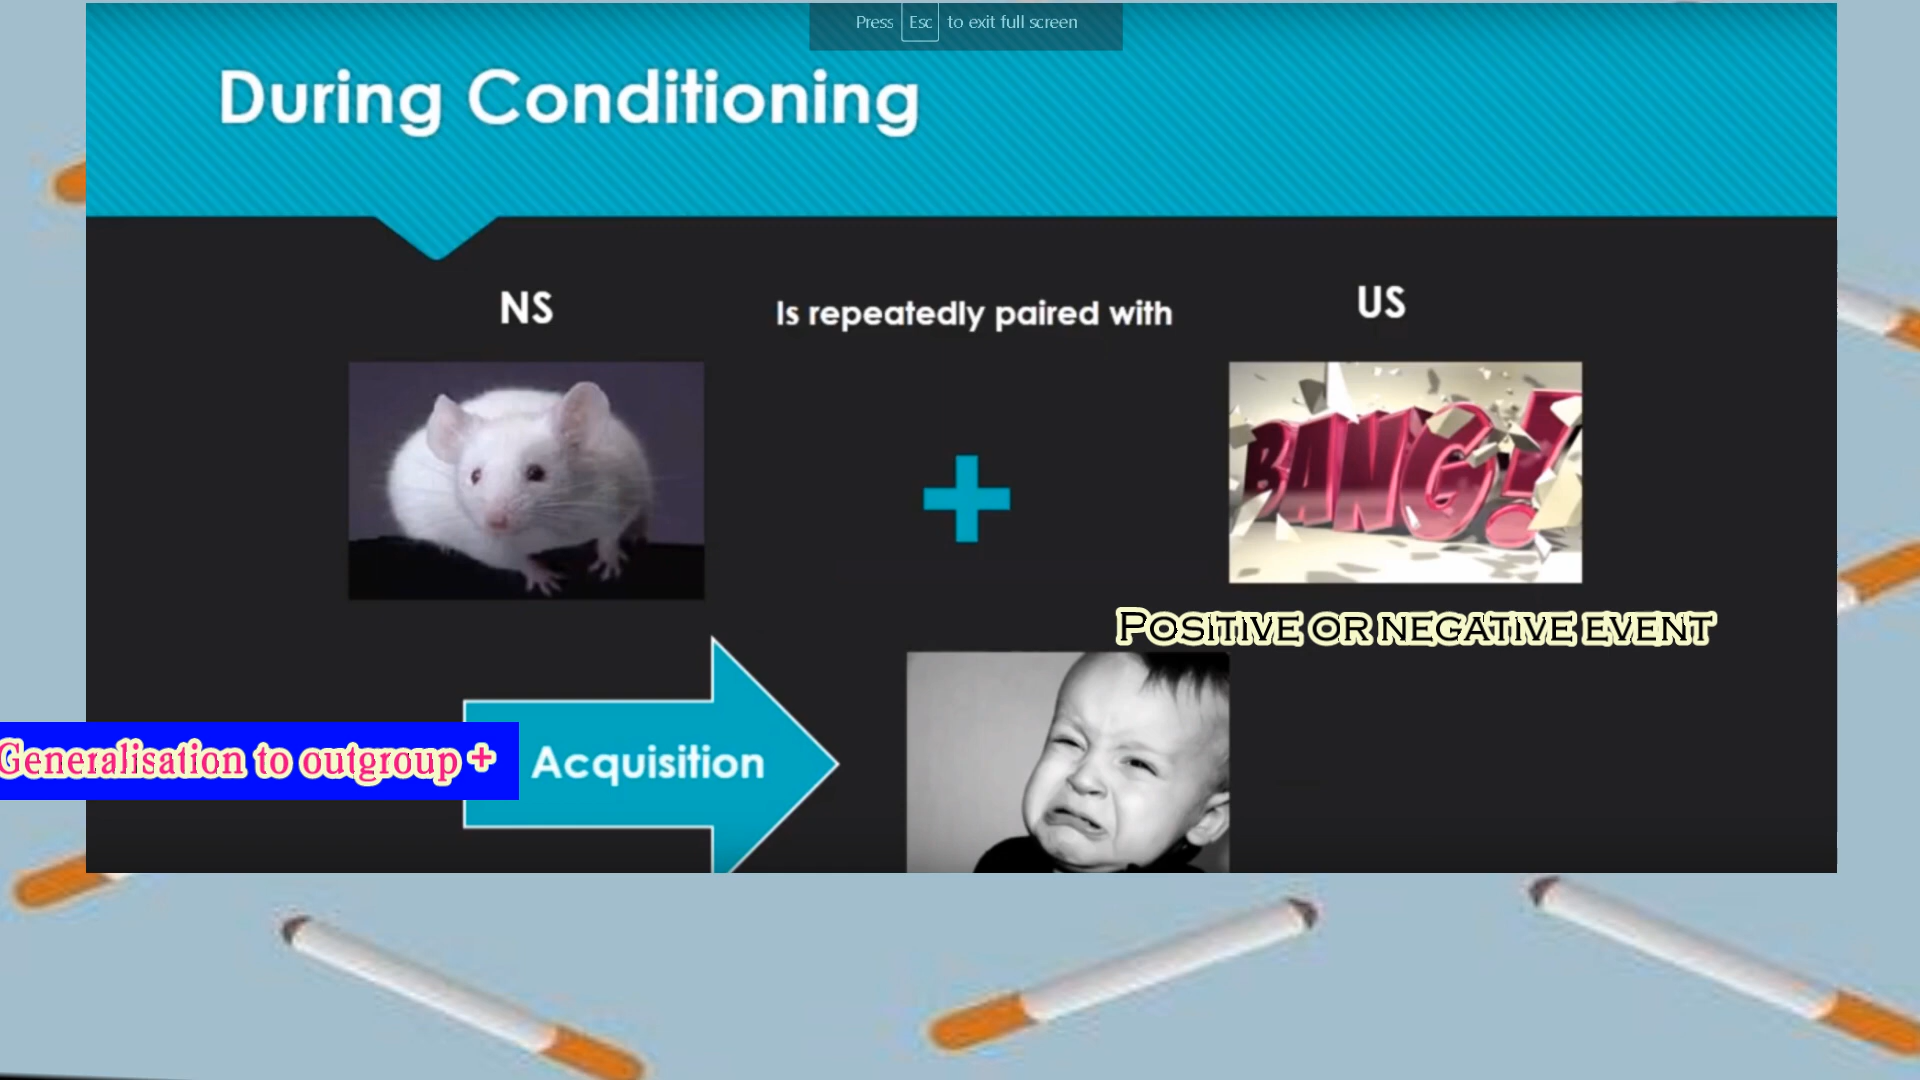 Press Esc to exit full screen
During Conditioning
NS
Is repeatedly paired with
US
BANG!
Positive or negative event
Generalisation to outgroup +
Acquisition